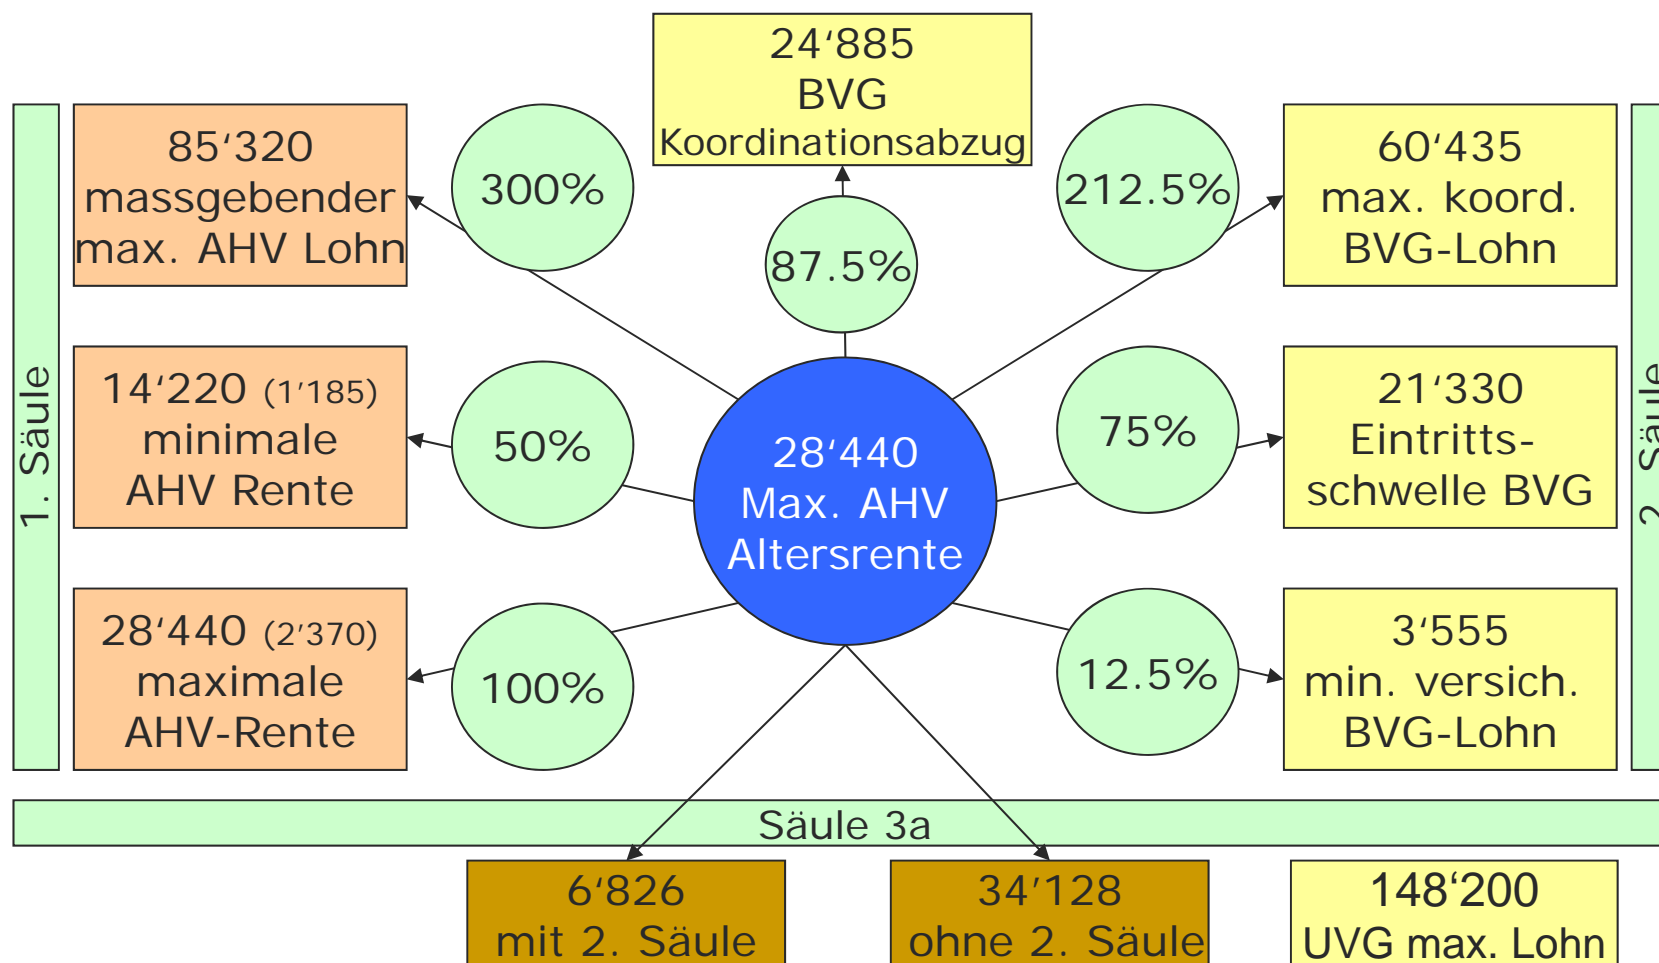 24‘885
BVG
Koordinationsabzug
1. Säule
85‘320
massgebender
max. AHV Lohn
300%
87.5%
212.5%
60‘435
max. koord.
BVG-Lohn
2. Säule
14‘220 (1’185)
minimale
AHV Rente
50%
28‘440
Max. AHV
Altersrente
75%
21‘330
Eintritts-
schwelle BVG
28‘440 (2’370)
maximale
AHV-Rente
100%
12.5%
3‘555
min. versich.
BVG-Lohn
Säule 3a
6‘826
mit 2. Säule
34’128
ohne 2. Säule
148‘200
UVG max. Lohn